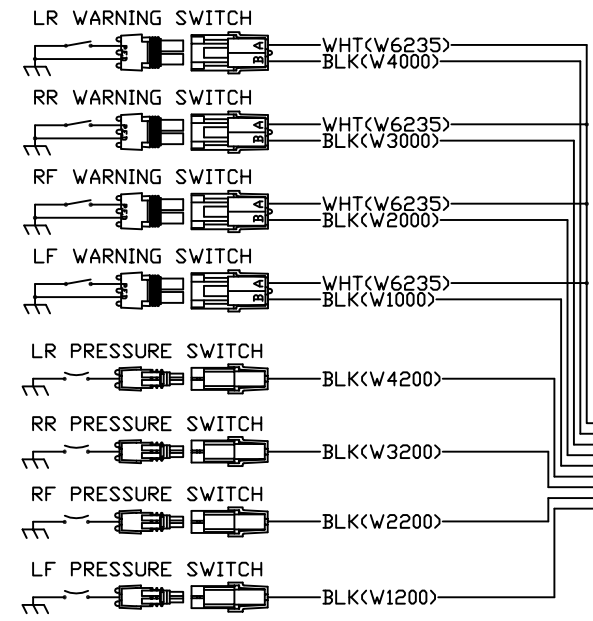 LR WARNING SWITCH
A WHT(W6235)
B BLK(W4000)
RR WARNING SWITCH
A WHT(W6235)
B BLK(W3000)
RF WARNING SWITCH
A WHT(W6235)
B BLK(W2000)
LF WARNING SWITCH
A WHT(W6235)
B BLK(W1000)
LR PRESSURE SWITCH
BLK(W4200)
RR PRESSURE SWITCH
BLK(W3200)
RF PRESSURE SWITCH
BLK(W2200)
LF PRESSURE SWITCH
BLK(W1200)